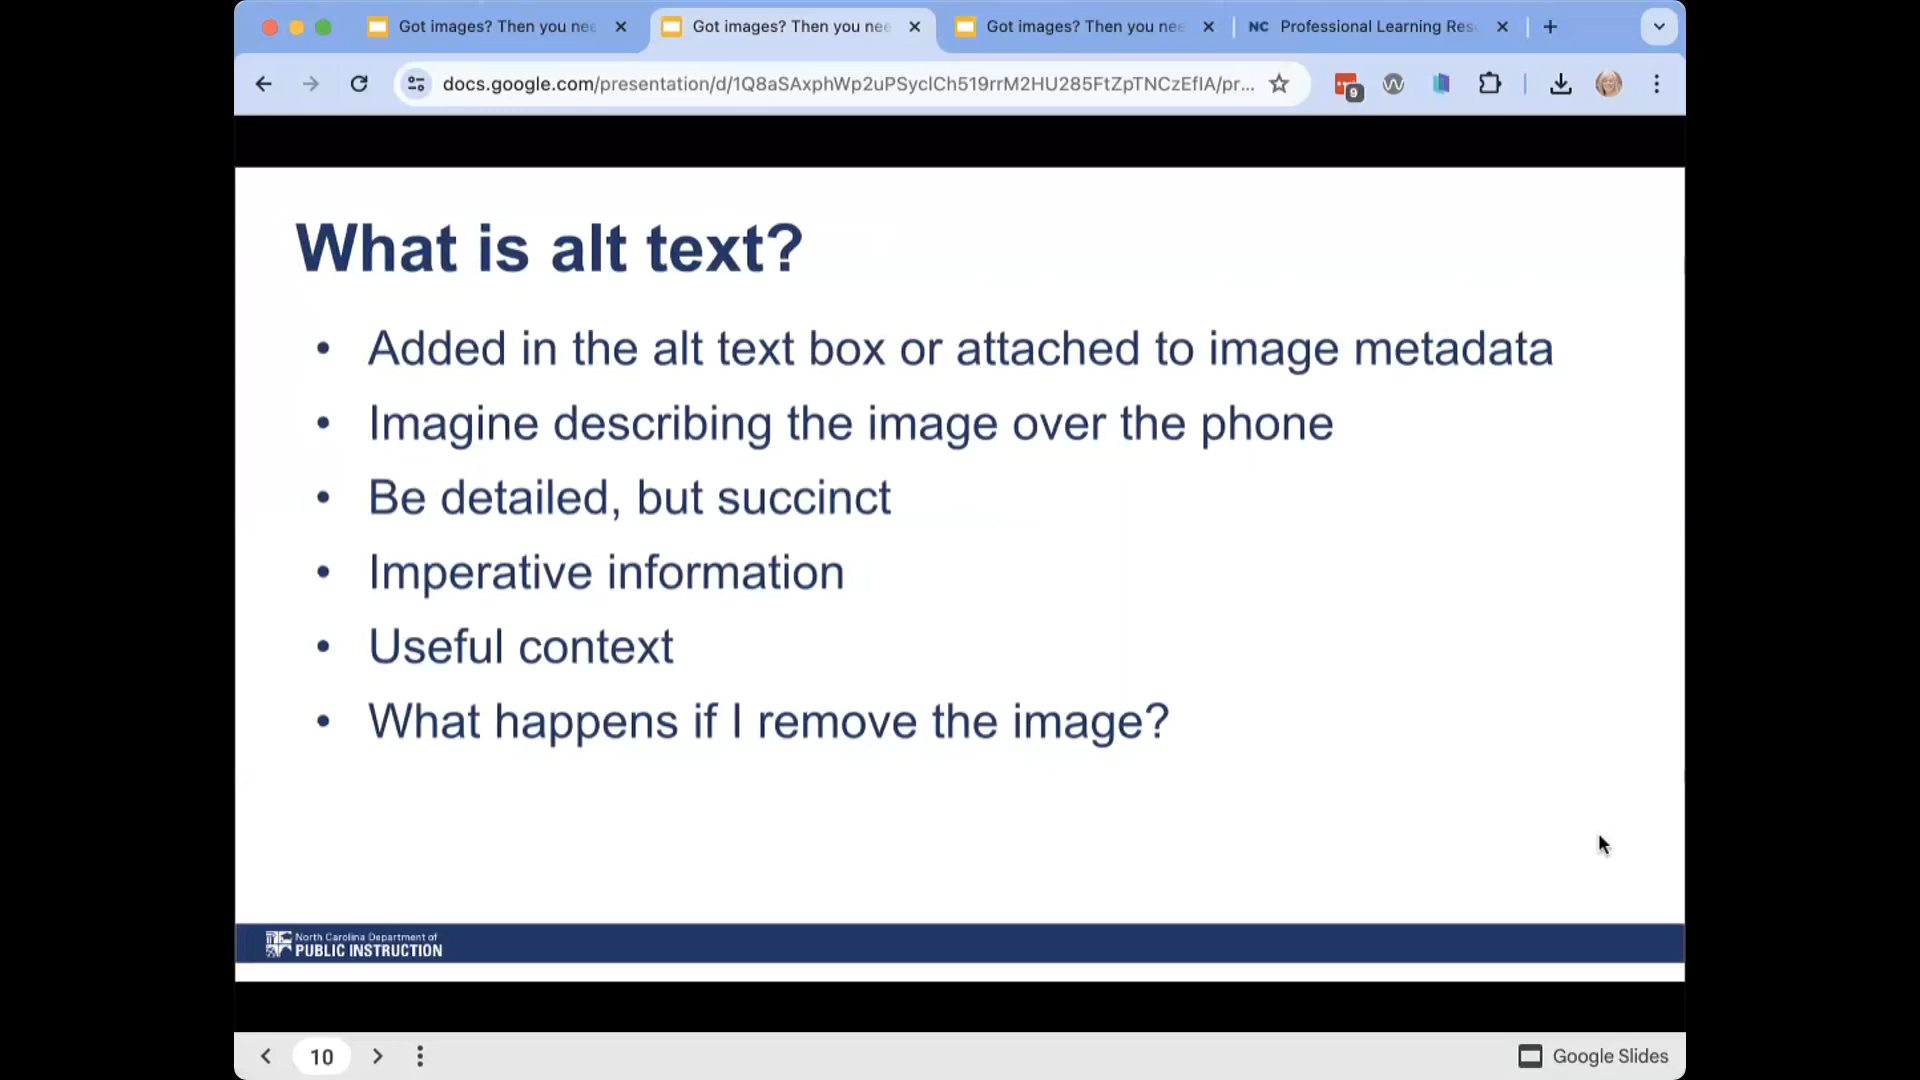 Got images? Then you nee
Got images? Then you nee
Got images? Then you nee
NC Professional Learning Res
docs.google.com/presentation/d/1Q8aSAxphWp2uPSyclCh519rrM2HU285FtZpTNCzEfIA/pr...
9
What is alt text?
• Added in the alt text box or attached to image metadata
• Imagine describing the image over the phone
• Be detailed, but succinct
• Imperative information
• Useful context
• What happens if I remove the image?
North Carolina Department of
PUBLIC INSTRUCTION
10
Google Slides